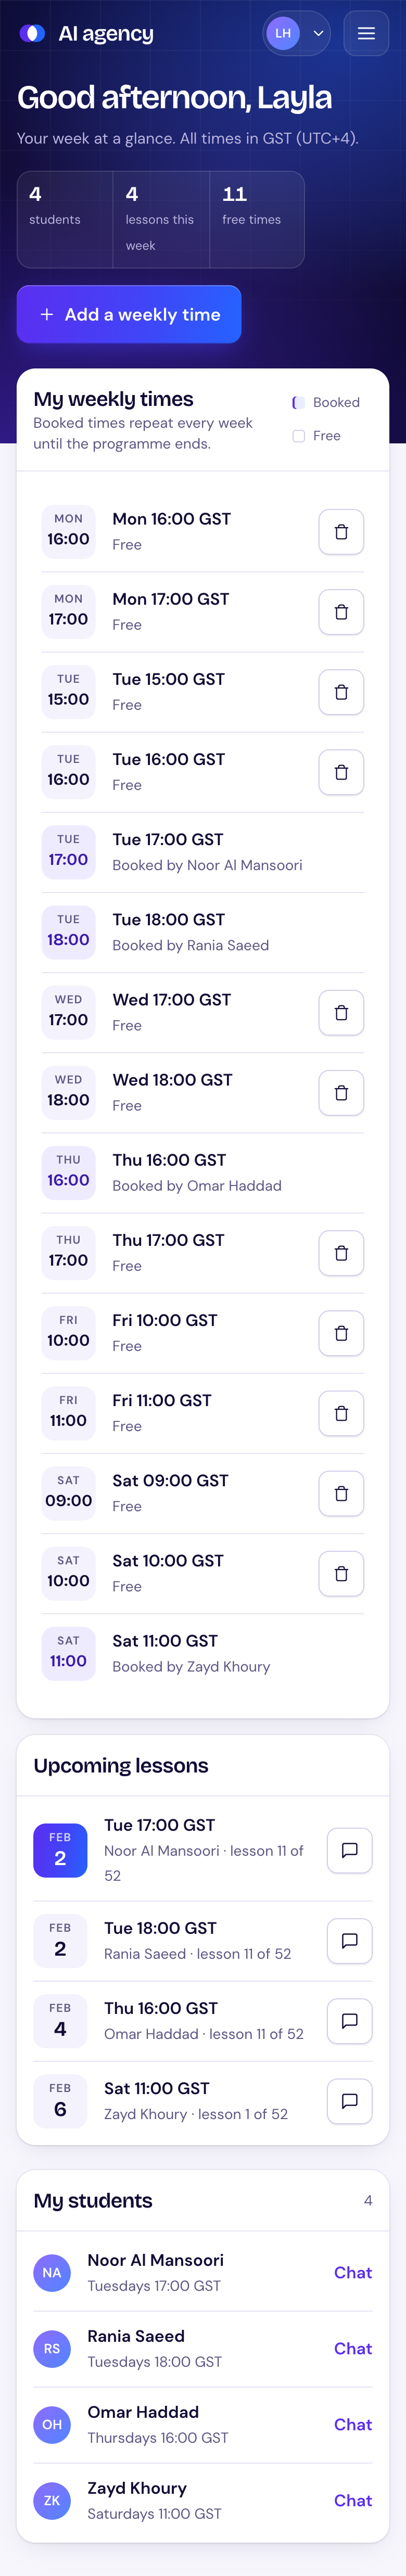 AI agency
LH
Good afternoon, Layla
Your week at a glance. All times in GST (UTC+4).
4
students
4
lessons this
week
11
free times
+ Add a weekly time
My weekly times
Booked times repeat every week
until the programme ends.
Booked
Free
MON
16:00
Mon 16:00 GST
Free
MON
17:00
Mon 17:00 GST
Free
TUE
15:00
Tue 15:00 GST
Free
TUE
16:00
Tue 16:00 GST
Free
TUE
17:00
Tue 17:00 GST
Booked by Noor Al Mansoori
TUE
18:00
Tue 18:00 GST
Booked by Rania Saeed
WED
17:00
Wed 17:00 GST
Free
WED
18:00
Wed 18:00 GST
Free
THU
16:00
Thu 16:00 GST
Booked by Omar Haddad
THU
17:00
Thu 17:00 GST
Free
FRI
10:00
Fri 10:00 GST
Free
FRI
11:00
Fri 11:00 GST
Free
SAT
09:00
Sat 09:00 GST
Free
SAT
10:00
Sat 10:00 GST
Free
SAT
11:00
Sat 11:00 GST
Booked by Zayd Khoury
Upcoming lessons
FEB
2
Tue 17:00 GST
Noor Al Mansoori · lesson 11 of
52
FEB
2
Tue 18:00 GST
Rania Saeed · lesson 11 of 52
FEB
4
Thu 16:00 GST
Omar Haddad · lesson 11 of 52
FEB
6
Sat 11:00 GST
Zayd Khoury · lesson 1 of 52
My students
4
NA
Noor Al Mansoori
Tuesdays 17:00 GST
Chat
RS
Rania Saeed
Tuesdays 18:00 GST
Chat
OH
Omar Haddad
Thursdays 16:00 GST
Chat
ZK
Zayd Khoury
Saturdays 11:00 GST
Chat